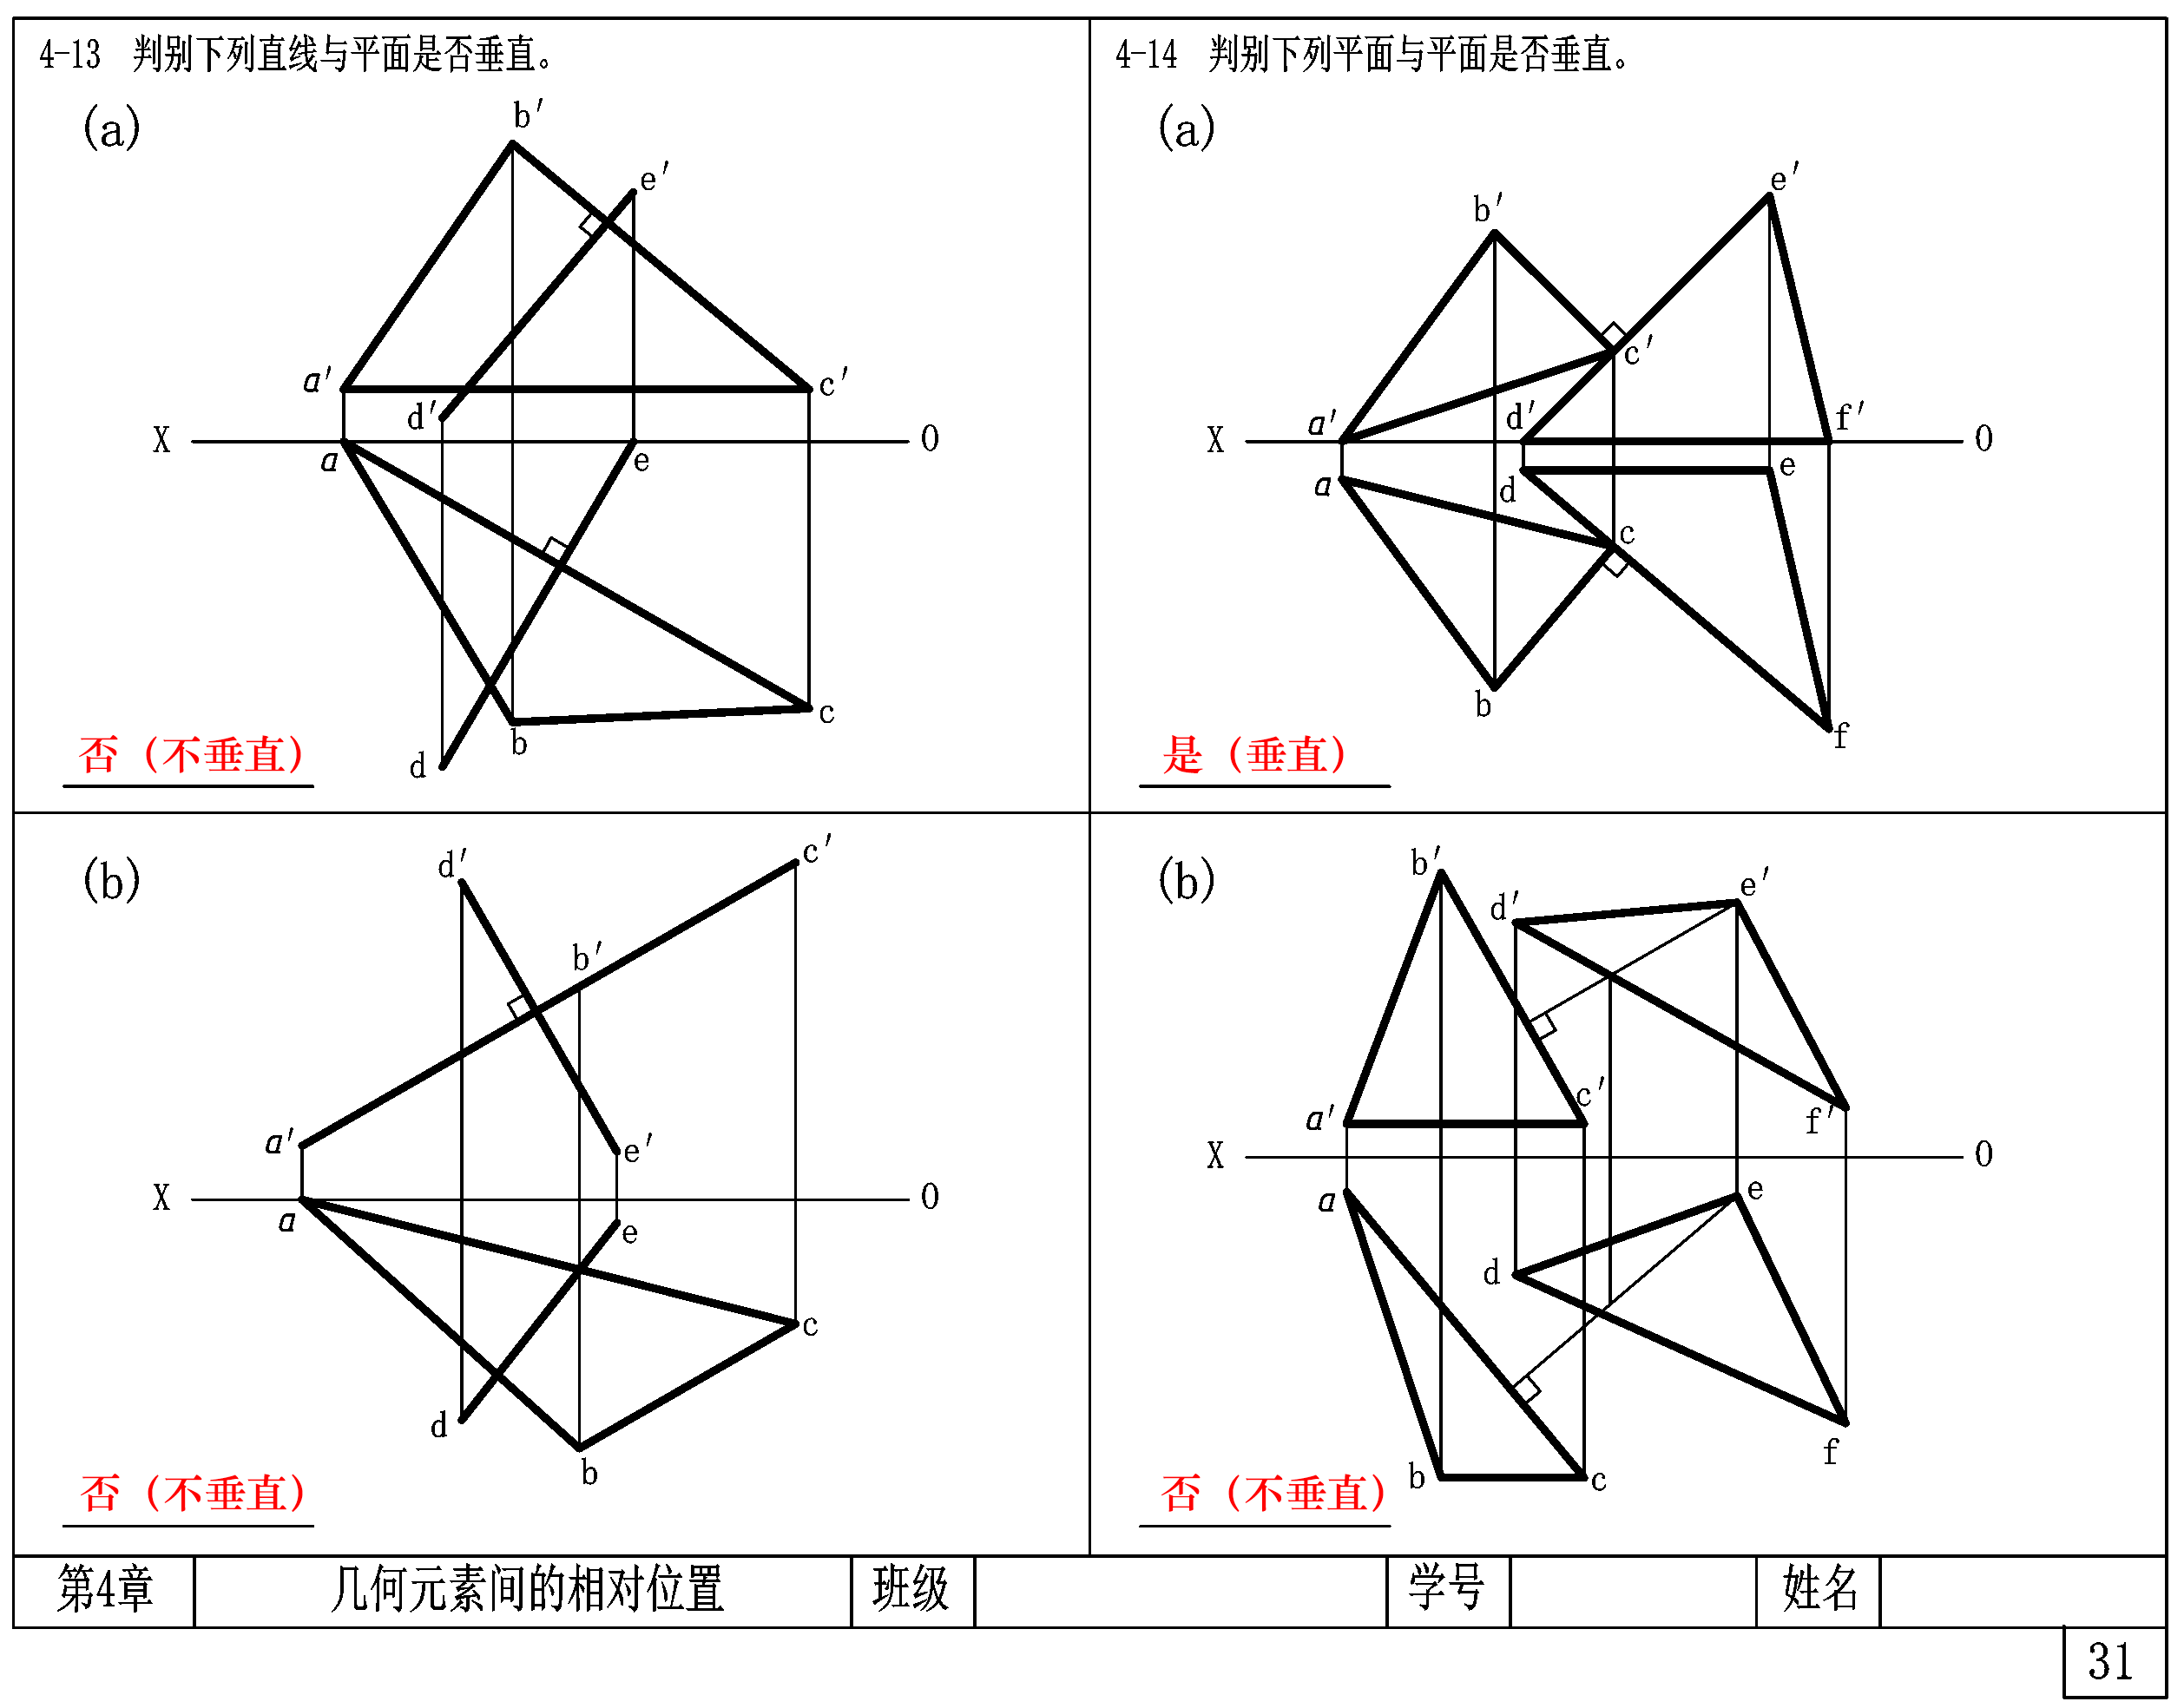 4-13 判别下列直线与平面是否垂直。
(a)
b′
e′
a′
c′
d′
X
O
a
e
c
b
d
否（不垂直）
4-14 判别下列平面与平面是否垂直。
(a)
e′
b′
c′
a′
d′
f′
X
O
a
d
e
c
b
f
是（垂直）
(b)
d′
c′
b′
a′
e′
X
O
a
e
c
d
b
否（不垂直）
(b)
b′
d′
e′
c′
a′
f′
X
O
a
e
d
f
b
c
否（不垂直）
第4章 几何元素间的相对位置 班级 学号 姓名
31